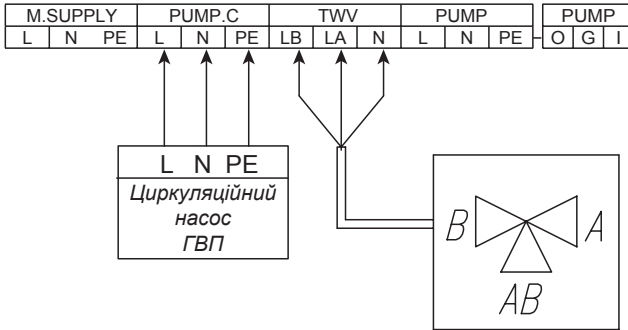 M.SUPPLY PUMP.C TWV PUMP PUMP
L N PE L N PE LB LA N L N PE O G I
L N PE
Циркуляційний
насос
ГВП
B A
AB